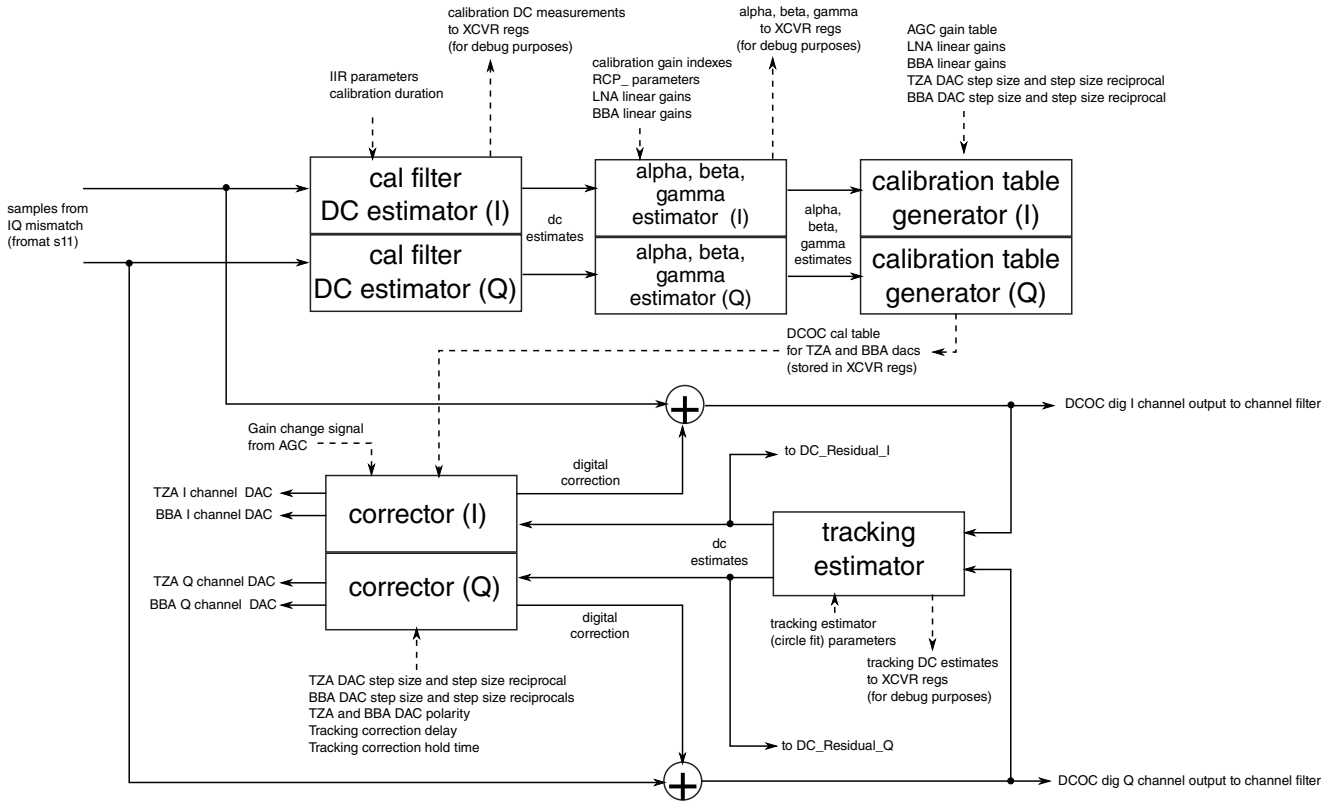 calibration DC measurements
to XCVR regs
(for debug purposes)
alpha, beta, gamma
to XCVR regs
(for debug purposes)
AGC gain table
LNA linear gains
BBA linear gains
TZA DAC step size and step size reciprocal
BBA DAC step size and step size reciprocal
IIR parameters
calibration duration
calibration gain indexes
RCP_ parameters
LNA linear gains
BBA linear gains
samples from
IQ mismatch
(fromat s11)
cal filter
DC estimator (I)
cal filter
DC estimator (Q)
dc
estimates
alpha, beta,
gamma
estimator (I)
alpha, beta,
gamma
estimator (Q)
alpha,
beta,
gamma
estimates
calibration table
generator (I)
calibration table
generator (Q)
DCOC cal table
for TZA and BBA dacs
(stored in XCVR regs)
+
DCOC dig I channel output to channel filter
Gain change signal
from AGC
digital
correction
to DC_Residual_I
TZA I channel DAC
BBA I channel DAC
corrector (I)
TZA Q channel DAC
BBA Q channel DAC
corrector (Q)
dc
estimates
tracking
estimator
digital
correction
tracking estimator
(circle fit) parameters
tracking DC estimates
to XCVR regs
(for debug purposes)
TZA DAC step size and step size reciprocal
BBA DAC step size and step size reciprocals
TZA and BBA DAC polarity
Tracking correction delay
Tracking correction hold time
to DC_Residual_Q
+
DCOC dig Q channel output to channel filter